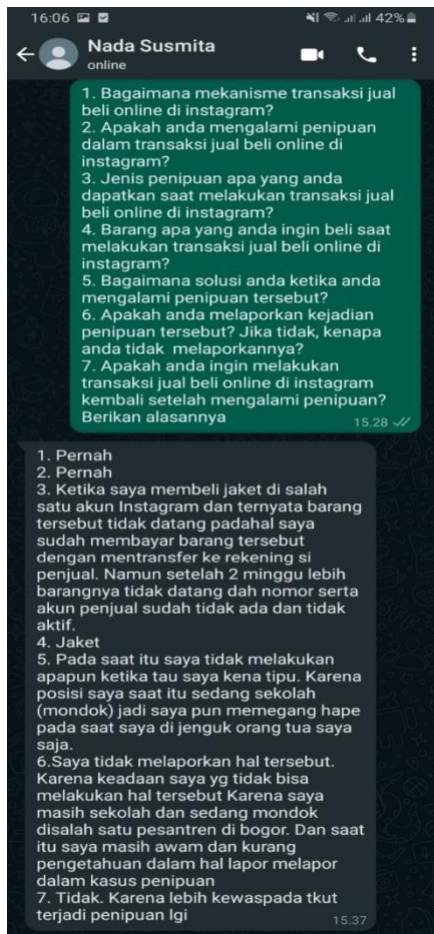 16:06 42%
Nada Susmita
online
1. Bagaimana mekanisme transaksi jual
beli online di instagram?
2. Apakah anda mengalami penipuan
dalam transaksi jual beli online di
instagram?
3. Jenis penipuan apa yang anda
dapatkan saat melakukan transaksi jual
beli online di instagram?
4. Barang apa yang anda ingin beli saat
melakukan transaksi jual beli online di
instagram?
5. Bagaimana solusi anda ketika anda
mengalami penipuan tersebut?
6. Apakah anda melaporkan kejadian
penipuan tersebut? Jika tidak, kenapa
anda tidak melaporkannya?
7. Apakah anda ingin melakukan
transaksi jual beli online di instagram
kembali setelah mengalami penipuan?
Berikan alasannya
15.28
1. Pernah
2. Pernah
3. Ketika saya membeli jaket di salah
satu akun Instagram dan ternyata barang
tersebut tidak datang padahal saya
sudah membayar barang tersebut
dengan mentransfer ke rekening si
penjual. Namun setelah 2 minggu lebih
barangnya tidak datang dah nomor serta
akun penjual sudah tidak ada dan tidak
aktif.
4. Jaket
5. Pada saat itu saya tidak melakukan
apapun ketika tau saya kena tipu. Karena
posisi saya saat itu sedang sekolah
(mondok) jadi saya pun memegang hape
pada saat saya di jenguk orang tua saya
saja.
6.Saya tidak melaporkan hal tersebut.
Karena keadaan saya yg tidak bisa
melakukan hal tersebut Karena saya
masih sekolah dan sedang mondok
disalah satu pesantren di bogor. Dan saat
itu saya masih awam dan kurang
pengetahuan dalam hal lapor melapor
dalam kasus penipuan
7. Tidak. Karena lebih kewaspada tkut
terjadi penipuan lgi
15.37